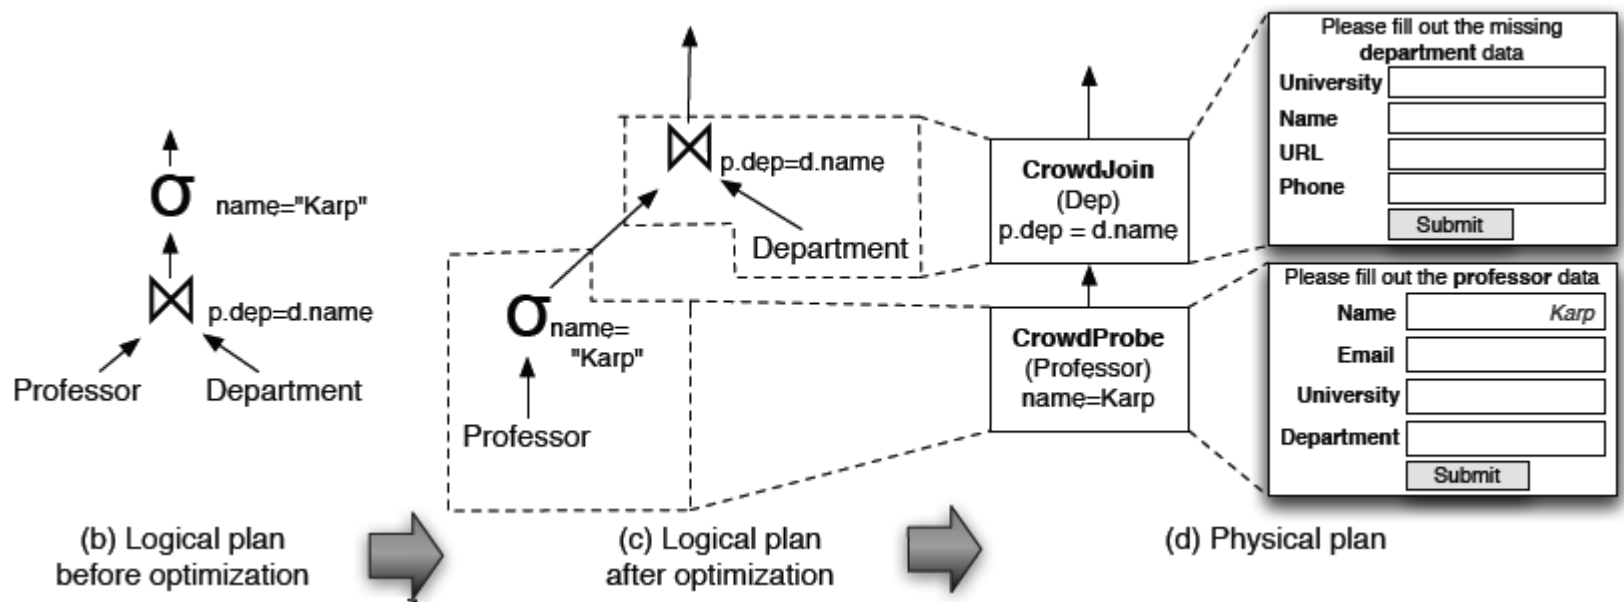 σ name="Karp"
p.dep=d.name
Professor
Department
(b) Logical plan
before optimization
p.dep=d.name
Department
σ name=
"Karp"
Professor
(c) Logical plan
after optimization
CrowdJoin
(Dep)
p.dep = d.name
CrowdProbe
(Professor)
name=Karp
(d) Physical plan
Please fill out the missing
department data
University
Name
URL
Phone
Submit
Please fill out the professor data
Name Karp
Email
University
Department
Submit